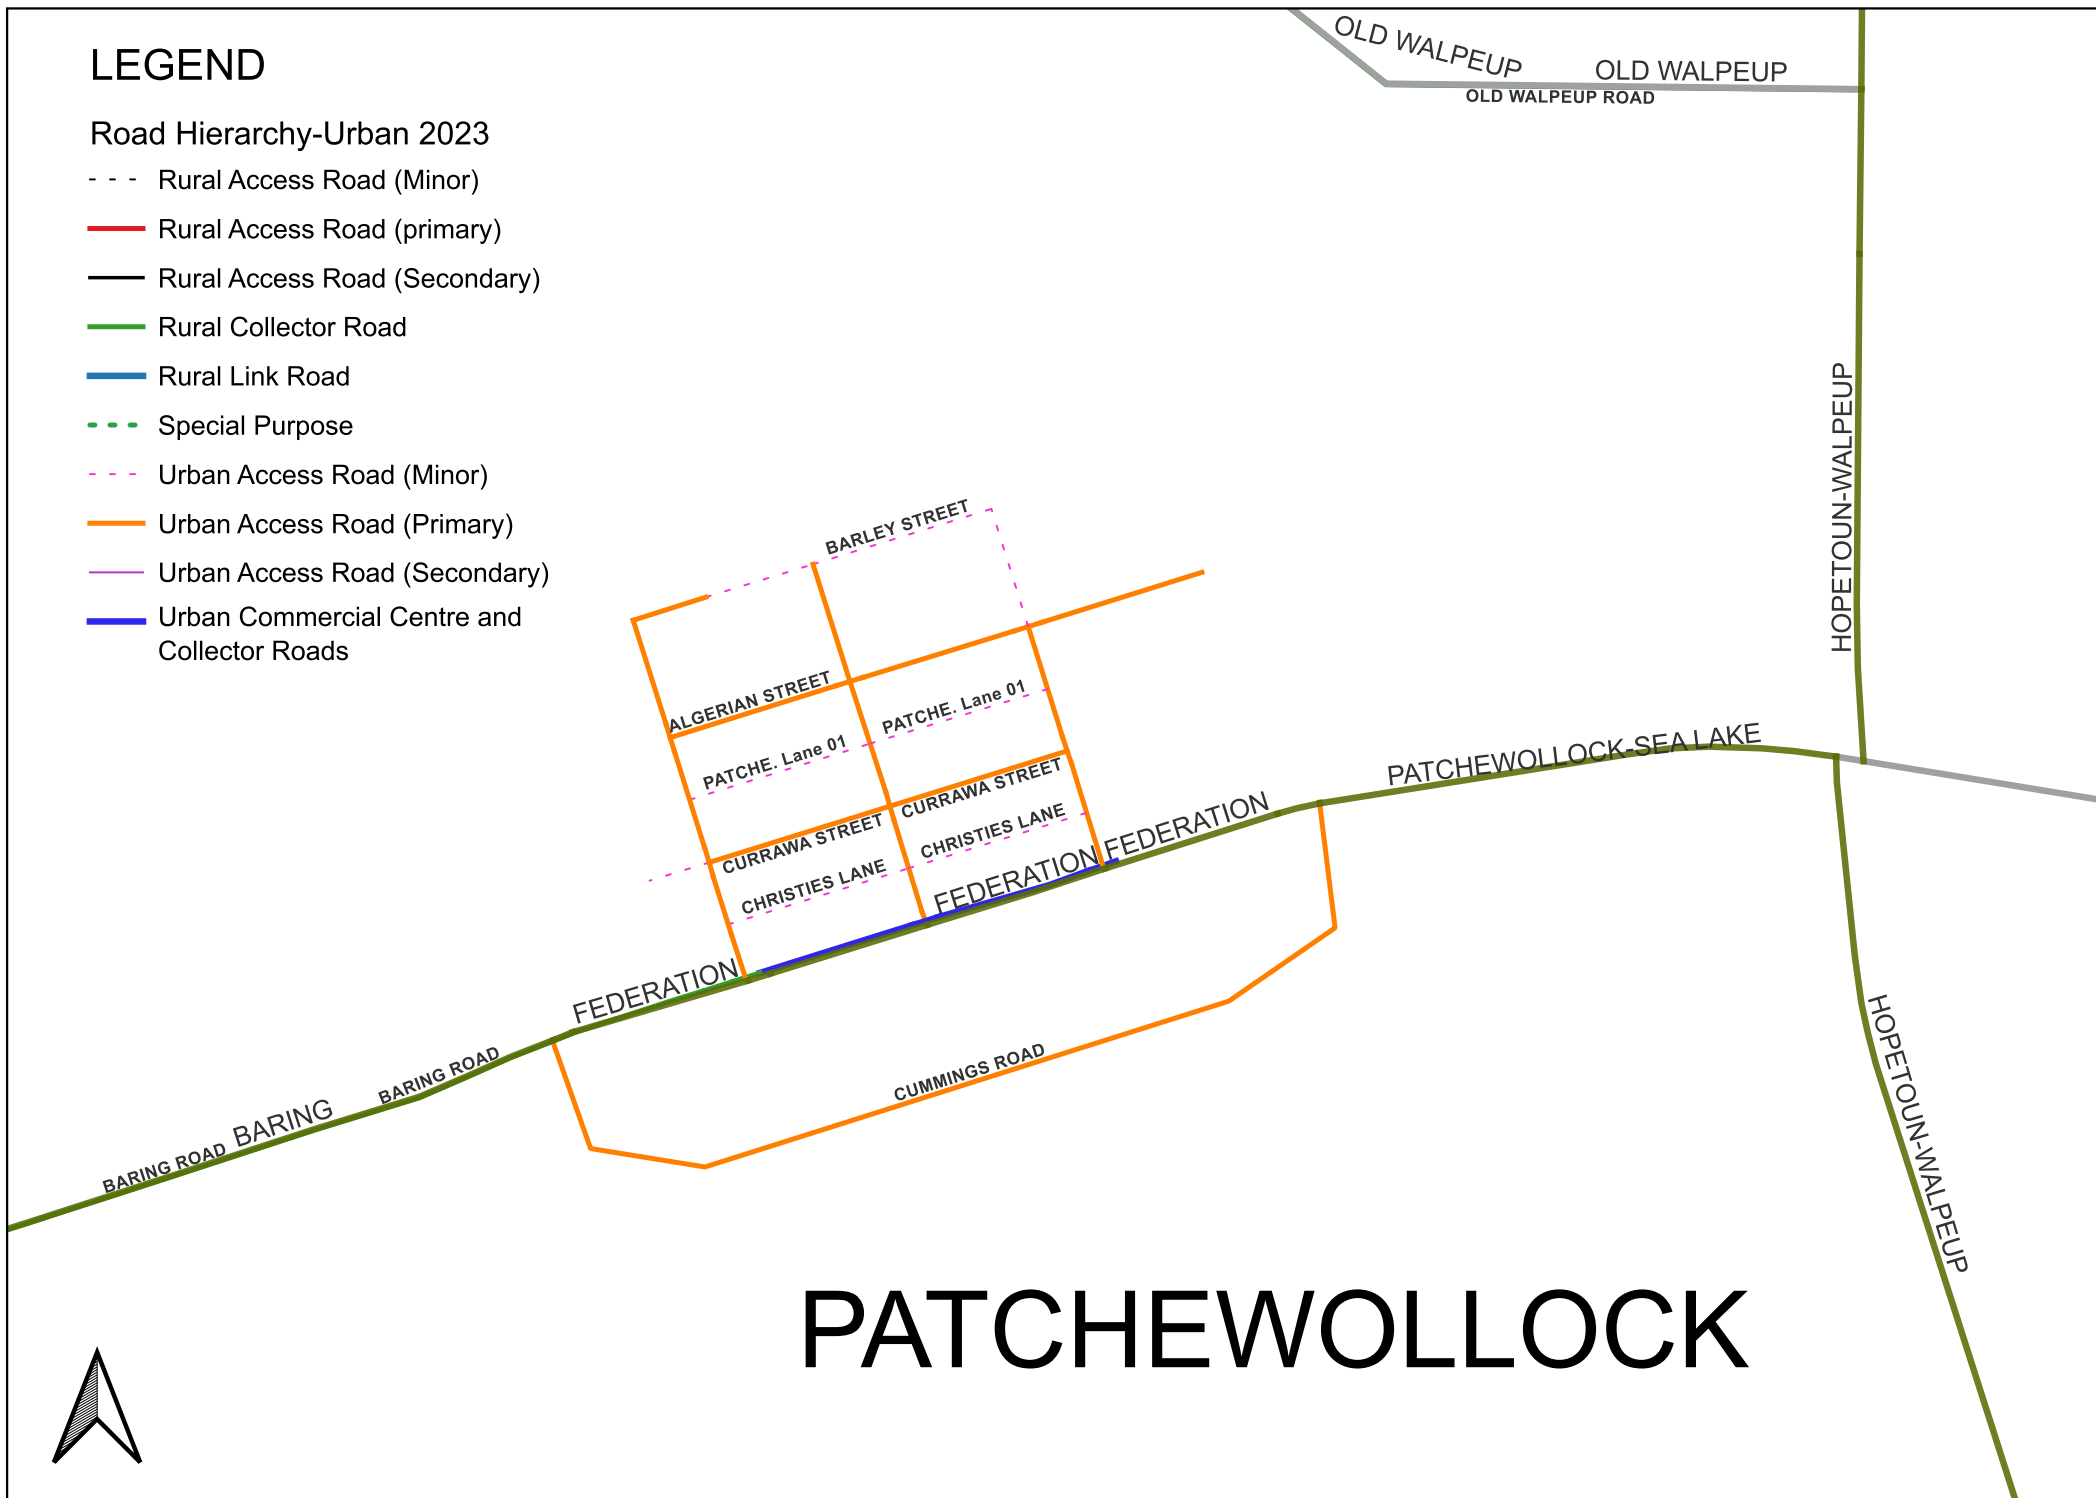 LEGEND
Road Hierarchy-Urban 2023
Rural Access Road (Minor)
Rural Access Road (primary)
Rural Access Road (Secondary)
Rural Collector Road
Rural Link Road
Special Purpose
Urban Access Road (Minor)
Urban Access Road (Primary)
Urban Access Road (Secondary)
Urban Commercial Centre and
Collector Roads
OLD WALPEUP
OLD WALPEUP
OLD WALPEUP ROAD
HOPETOUN-WALPEUP
BARLEY STREET
ALGERIAN STREET
PATCHE. Lane 01
PATCHE. Lane 01
CURRAWA STREET
CURRAWA STREET
CHRISTIES LANE
CHRISTIES LANE
PATCHEWOLLOCK-SEA LAKE
FEDERATION
FEDERATION
FEDERATION
BARING ROAD
BARING
BARING ROAD
CUMMINGS ROAD
HOPETOUN-WALPEUP
PATCHEWOLLOCK